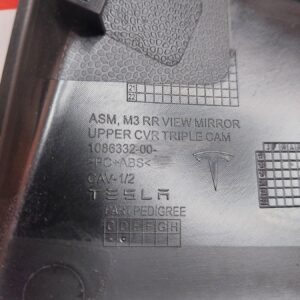 ASM, M3 RR VIEW MIRROR
UPPER CVR TRIPLE CAM
1086332-00-
>PC+ABS<
CAV-1/2
TESLA
PART PEDIGREE